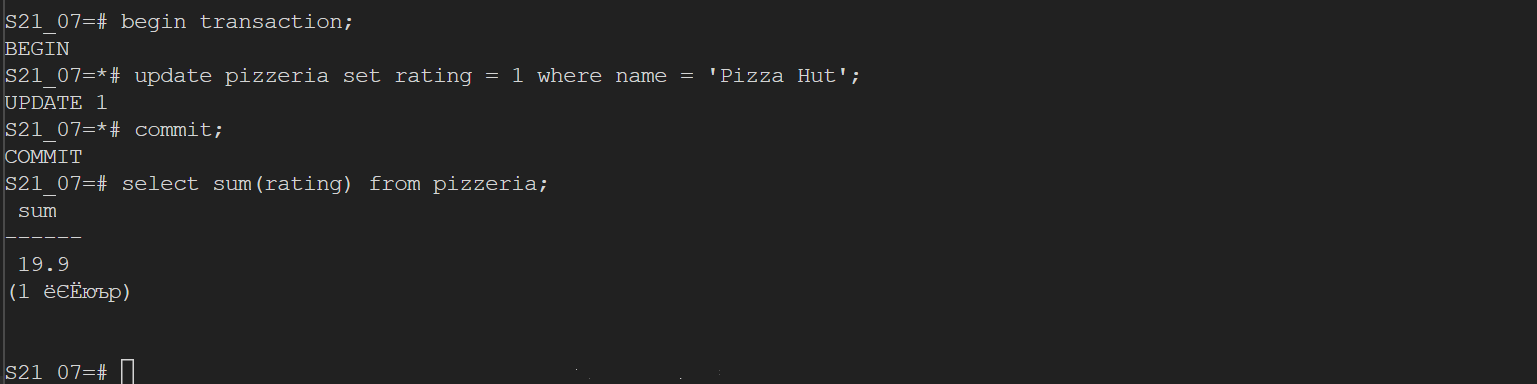 S21_07=# begin transaction;
BEGIN
S21_07=*# update pizzeria set rating = 1 where name = 'Pizza Hut';
UPDATE 1
S21_07=*# commit;
COMMIT
S21_07=# select sum(rating) from pizzeria;
sum
------
19.9
(1 ёЄЁюър)
S21_07=#